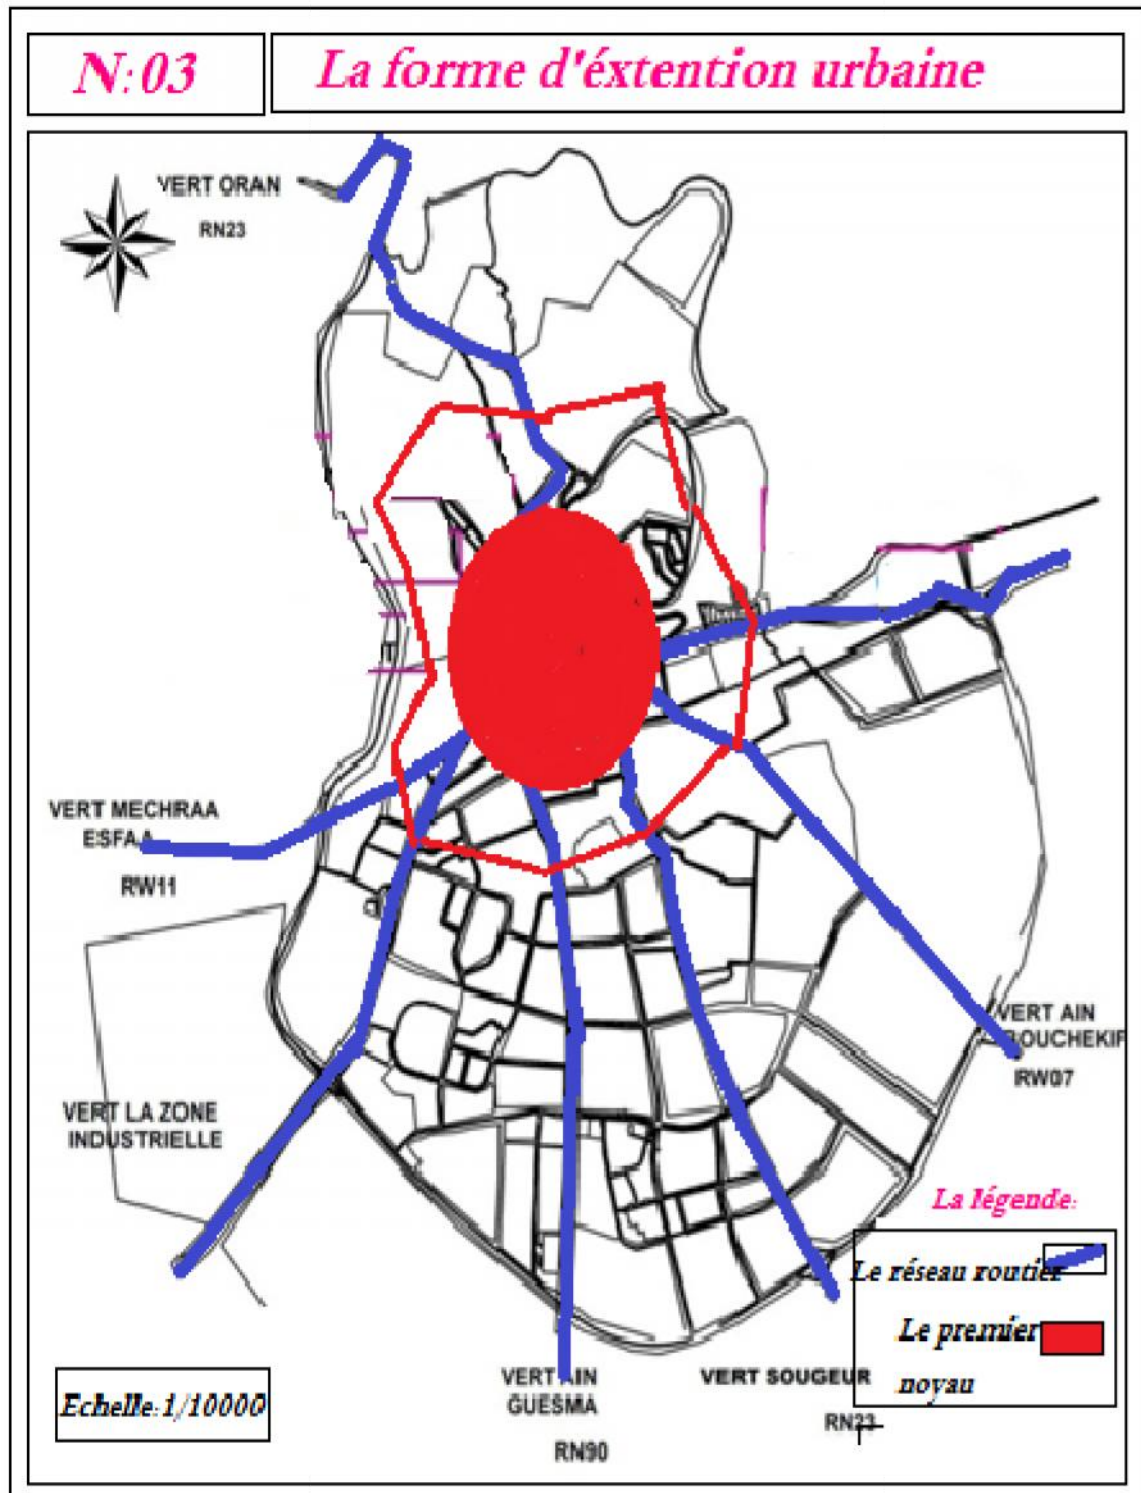 N:03
La forme d'éxtention urbaine
VERT ORAN
RN23
VERT MECHRAA
ESFAA
RW11
VERT AIN
BOUCHEKIF
RW07
VERT LA ZONE
INDUSTRIELLE
La légende:
Le réseau routier
Le premier
noyau
Echelle:1/10000
VERT AIN
GUESMA
RN90
VERT SOUGEUR
RN23